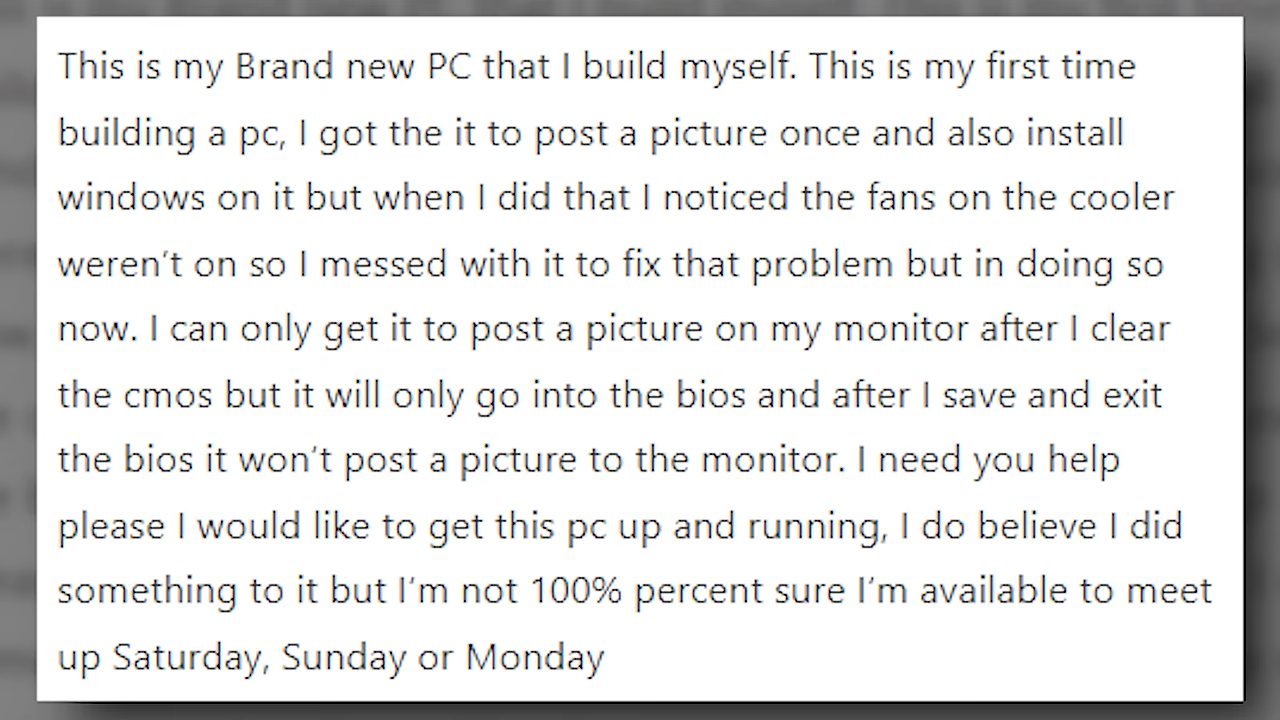 This is my Brand new PC that I build myself. This is my first time
building a pc, I got the it to post a picture once and also install
windows on it but when I did that I noticed the fans on the cooler
weren’t on so I messed with it to fix that problem but in doing so
now. I can only get it to post a picture on my monitor after I clear
the cmos but it will only go into the bios and after I save and exit
the bios it won’t post a picture to the monitor. I need you help
please I would like to get this pc up and running, I do believe I did
something to it but I’m not 100% percent sure I’m available to meet
up Saturday, Sunday or Monday